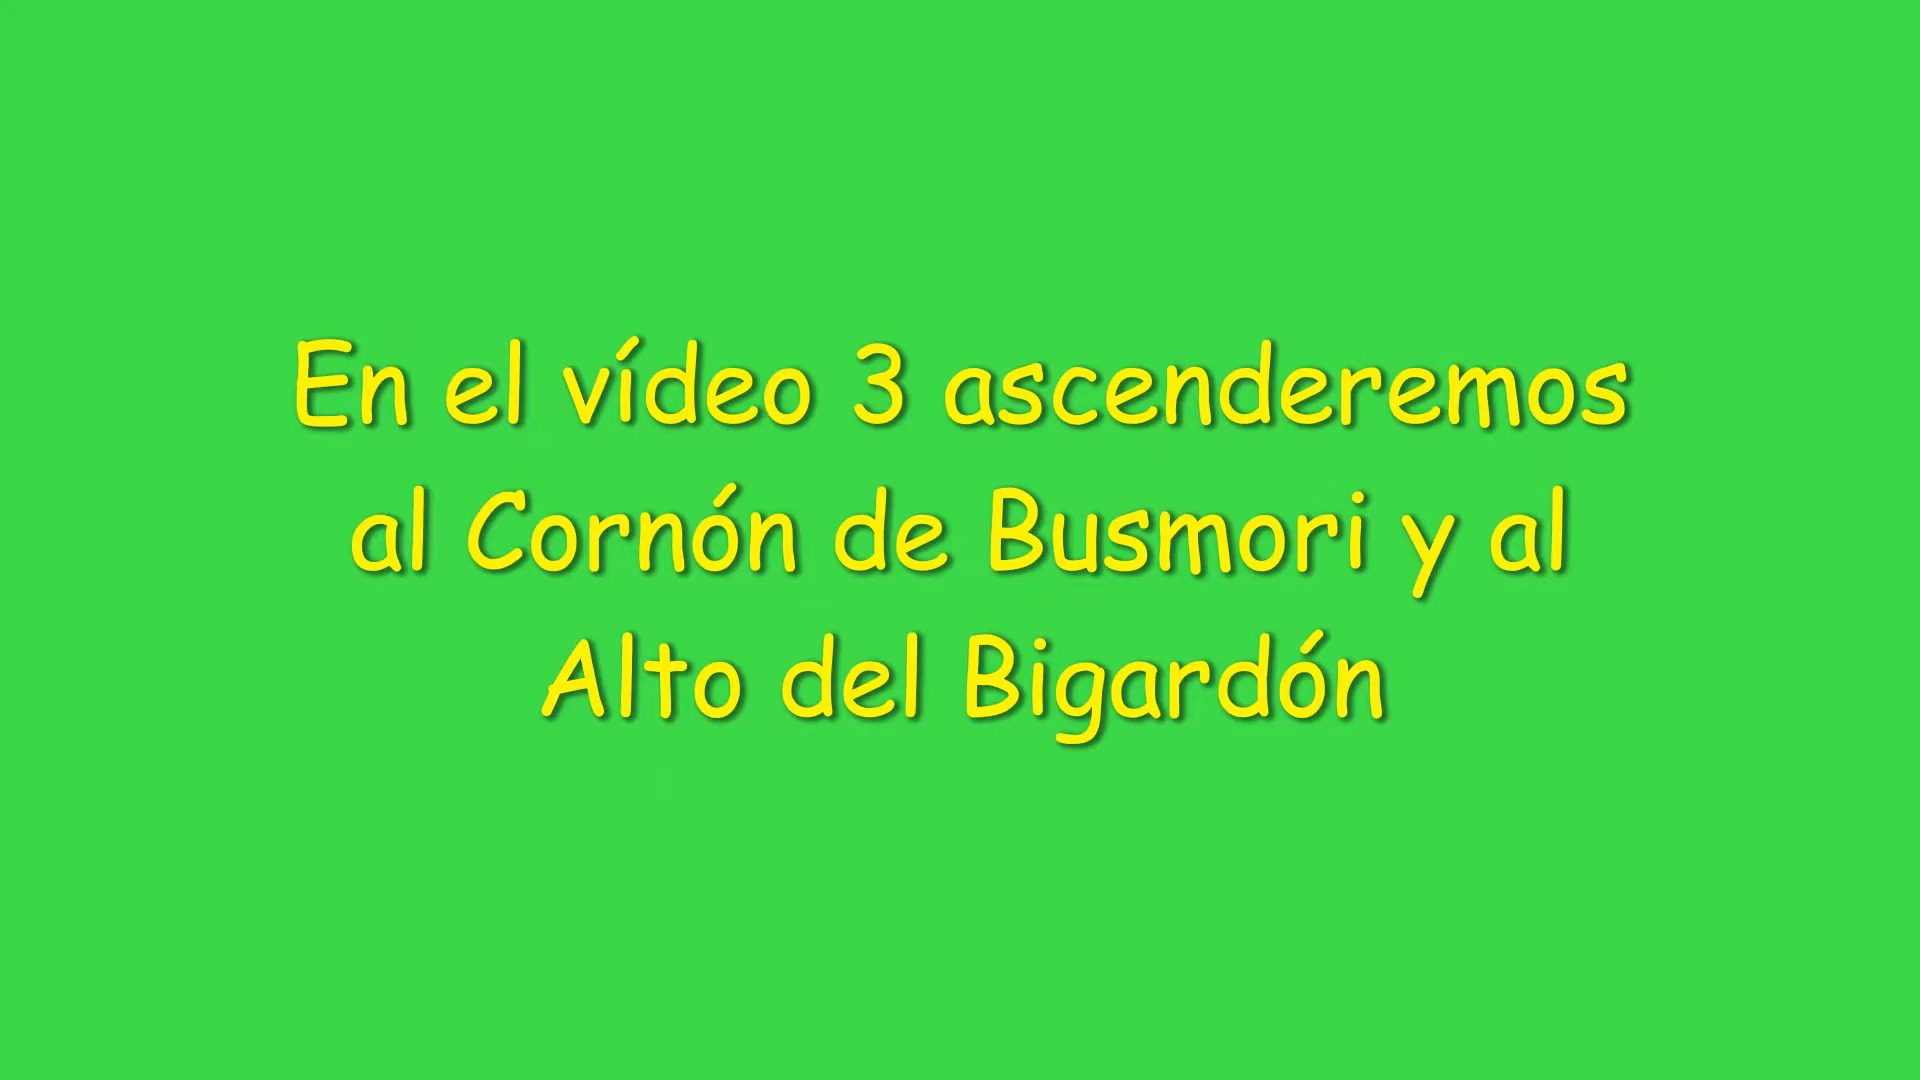 En el vídeo 3 ascenderemos
al Cornón de Busmori y al
Alto del Bigardón